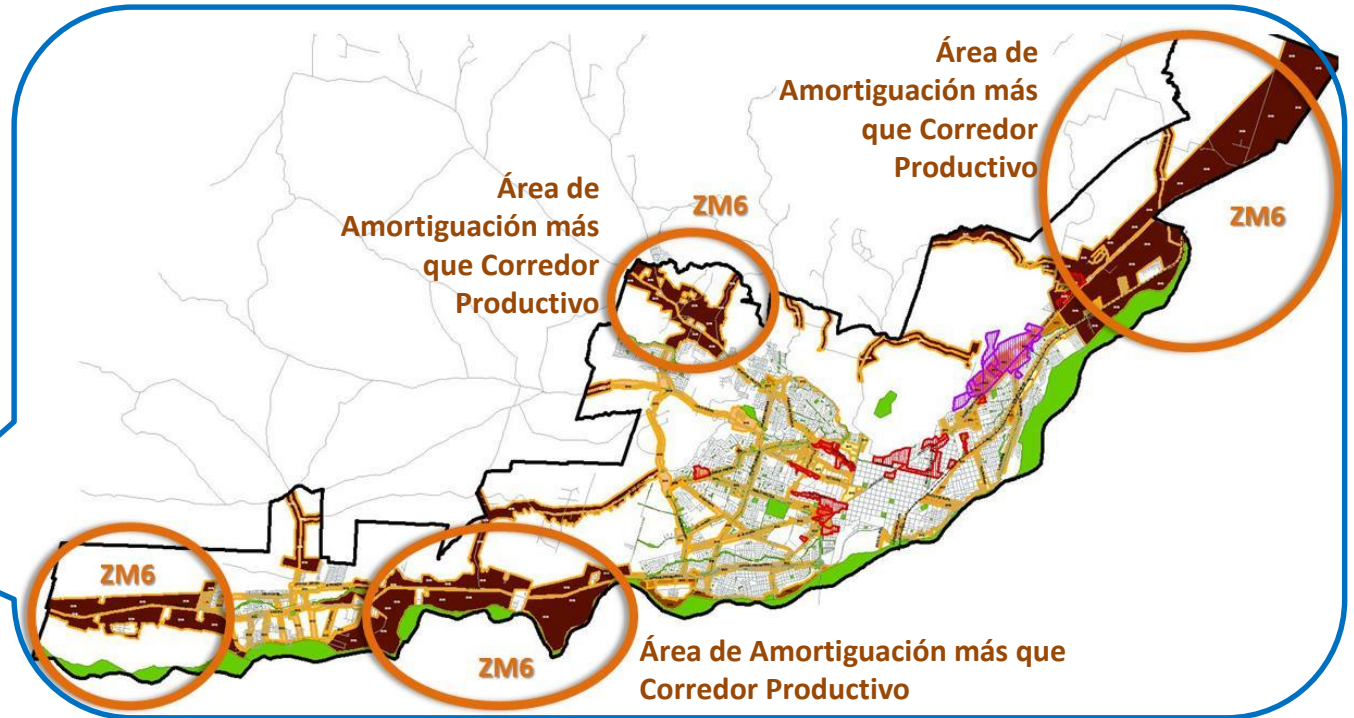 Área de
Amortiguación más
que Corredor
Productivo
ZM6
Área de
Amortiguación más
que Corredor
Productivo
ZM6
ZM6
ZM6
Área de Amortiguación más que
Corredor Productivo